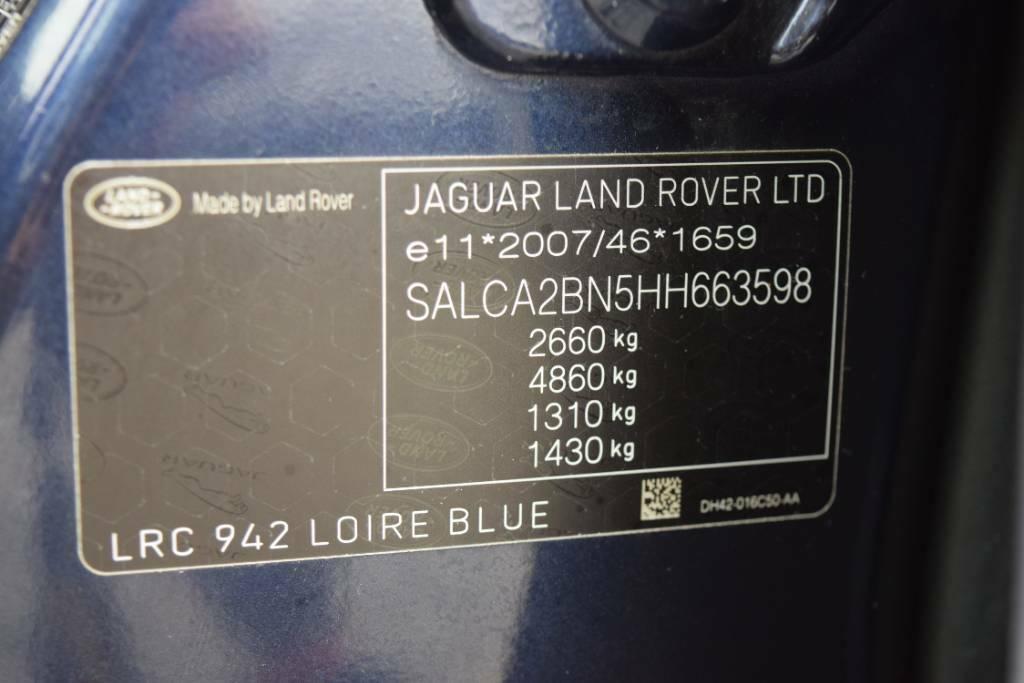 LAND ROVER
Made by Land Rover
JAGUAR LAND ROVER LTD
e11*2007/46*1659
SALCA2BN5HH663598
2660 kg
4860 kg
1310 kg
1430 kg
DH42-016C50-AA
LRC 942 LOIRE BLUE